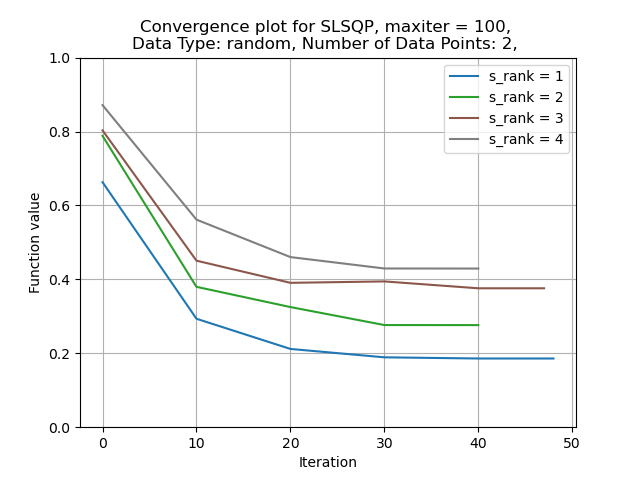 Convergence plot for SLSQP, maxiter = 100,
Data Type: random, Number of Data Points: 2,
1.0
0.8
0.6
0.4
0.2
0.0
Function value
s_rank = 1
s_rank = 2
s_rank = 3
s_rank = 4
0 10 20 30 40 50
Iteration